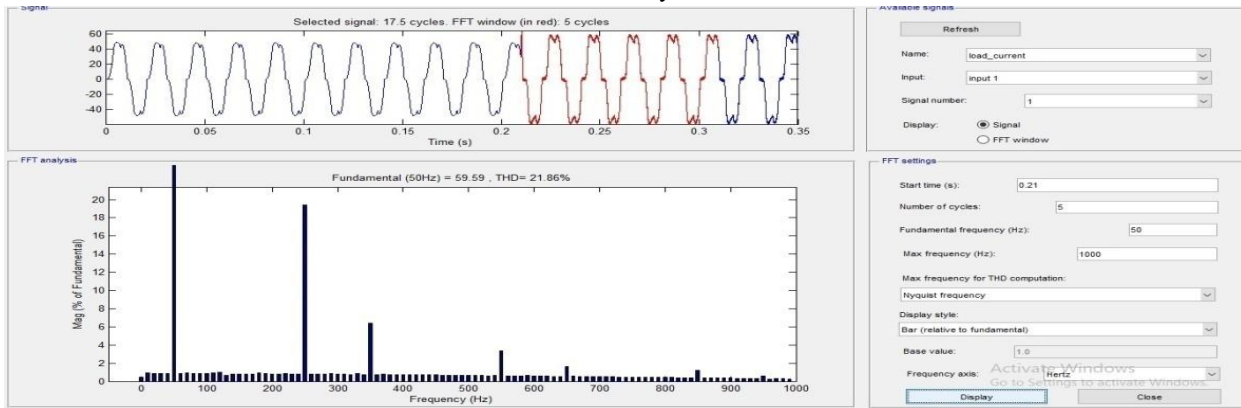 Signal
Selected signal: 17.5 cycles. FFT window (in red): 5 cycles
60
40
20
0
-20
-40
0 0.05 0.1 0.15 0.2 0.25 0.3 0.35
Time (s)
FFT analysis
Fundamental (50Hz) = 59.59 , THD= 21.86%
20
18
16
14
12
10
8
6
4
2
0
Mag (% of Fundamental)
0 100 200 300 400 500 600 700 800 900 1000
Frequency (Hz)
Available signals
Refresh
Name: load_current
Input: input 1
Signal number: 1
Display: Signal
FFT window
FFT settings
Start time (s): 0.21
Number of cycles: 5
Fundamental frequency (Hz): 50
Max frequency (Hz): 1000
Max frequency for THD computation:
Nyquist frequency
Display style:
Bar (relative to fundamental)
Base value: 1.0
Activate Windows
Frequency axis: Hertz
Go to Settings to activate Windows.
Display Close